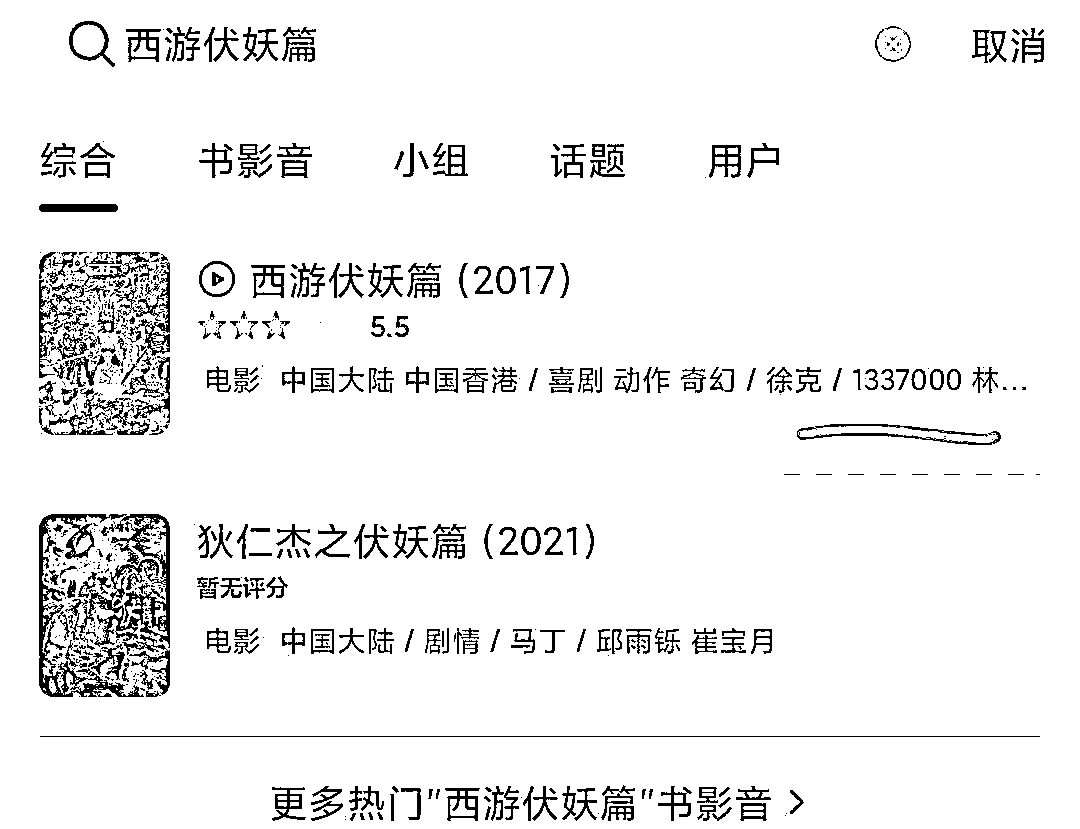 西游伏妖篇 取消
综合 书影音 小组 话题 用户
西游伏妖篇 (2017)
5.5
电影 中国大陆 中国香港 / 喜剧 动作 奇幻 / 徐克 / 1337000 林...
狄仁杰之伏妖篇 (2021)
暂无评分
电影 中国大陆 / 剧情 / 马丁 / 邱雨铄 崔宝月
更多热门"西游伏妖篇"书影音